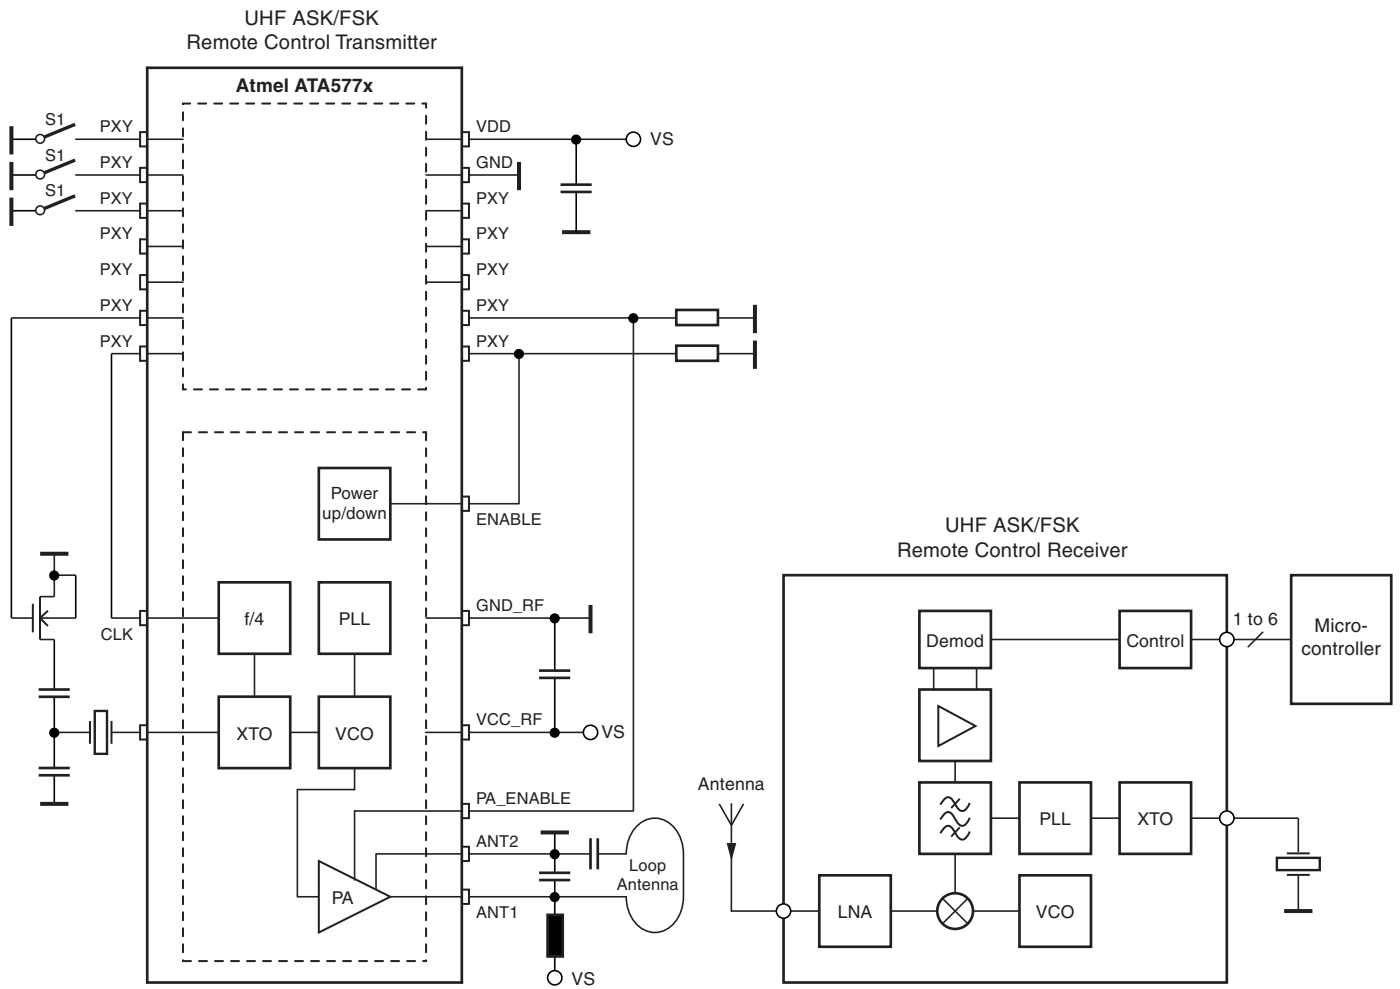 UHF ASK/FSK
Remote Control Transmitter
Atmel ATA577x
S1
PXY
S1
PXY
S1
PXY
PXY
PXY
PXY
PXY
VDD
VS
GND
PXY
PXY
PXY
PXY
PXY
Power
up/down
ENABLE
f/4
PLL
CLK
GND_RF
XTO
VCO
VCC_RF
VS
PA_ENABLE
ANT2
Loop
Antenna
PA
ANT1
VS
UHF ASK/FSK
Remote Control Receiver
Demod
Control
1 to 6
Micro-
controller
Antenna
PLL
XTO
LNA
VCO